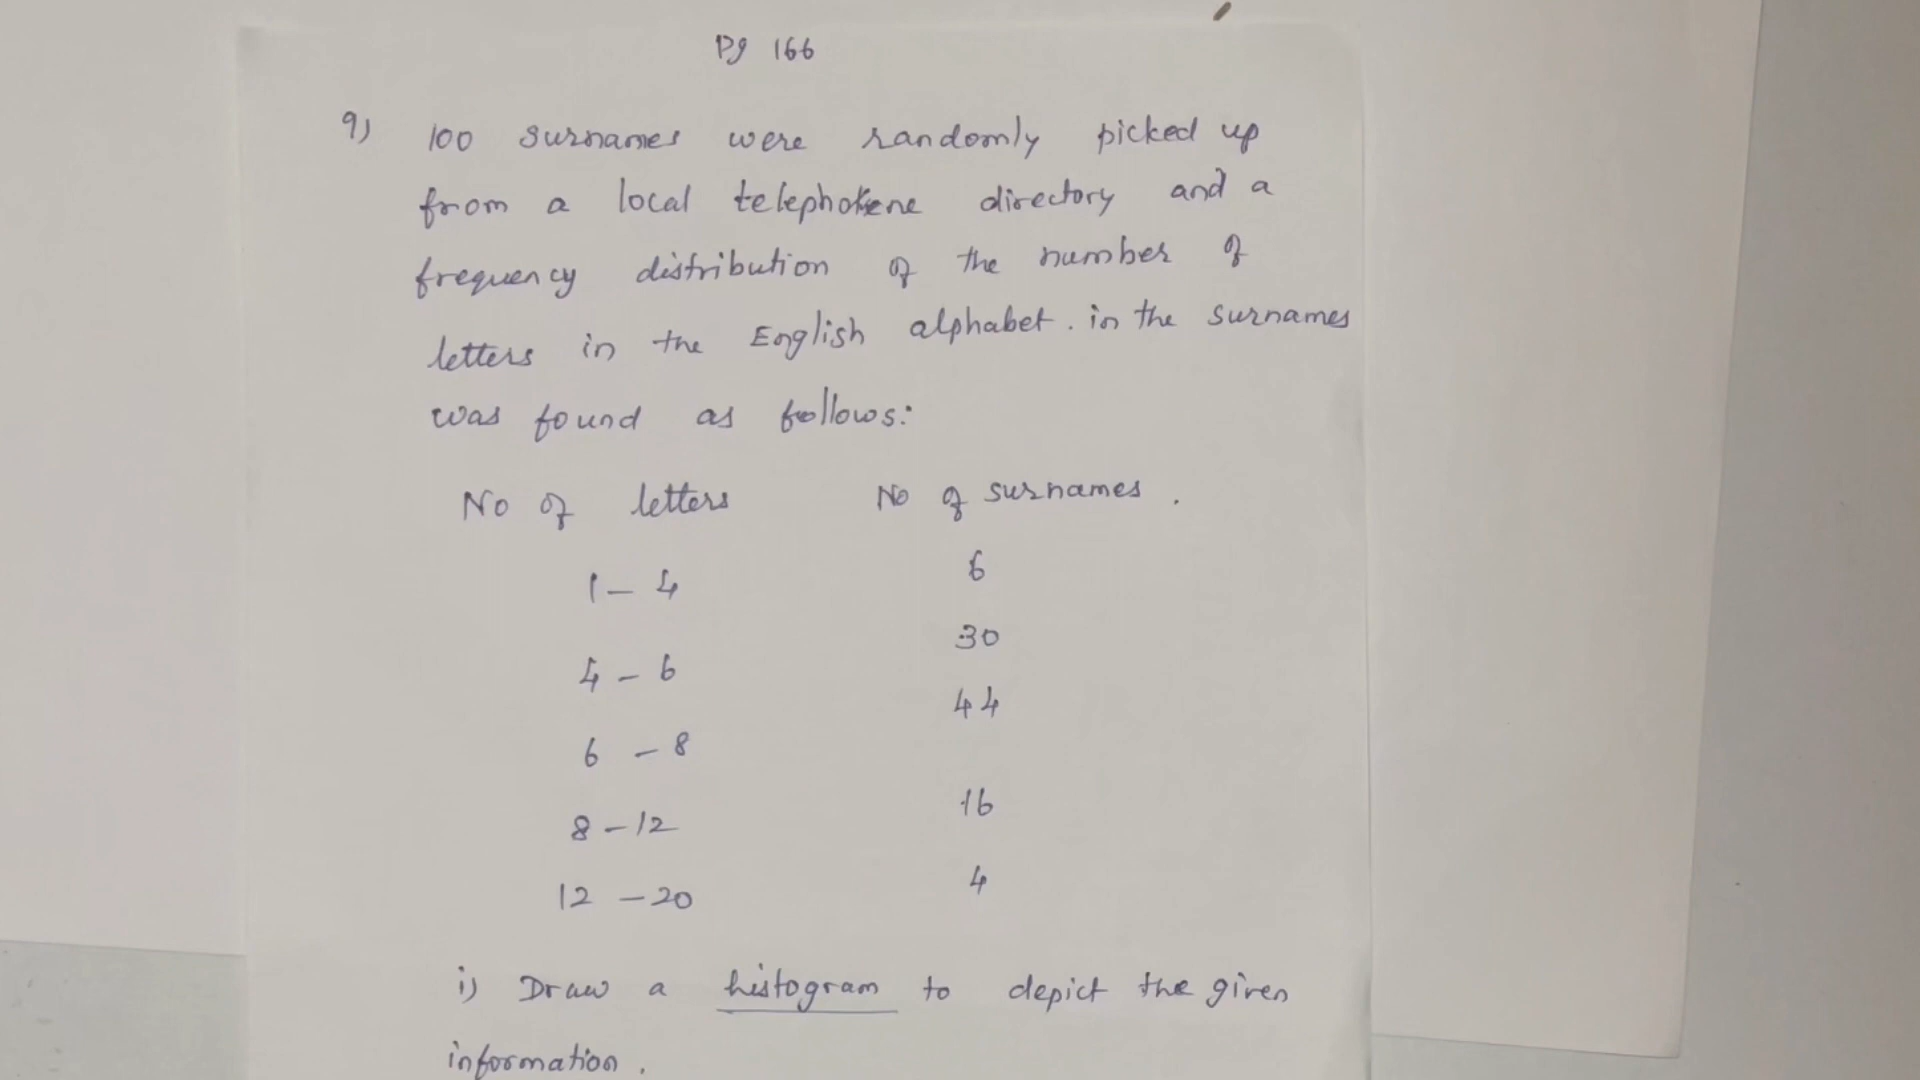 Pg 166
9) 100 surnames were randomly picked up
from a local telephone directory and a
frequency distribution of the number of
letters in the English alphabet. in the surnames
was found as follows:
No of letters No of surnames.
1 - 4 6
4 - 6 30
6 - 8 44
8 - 12 16
12 - 20 4
i) Draw a histogram to depict the given
information.